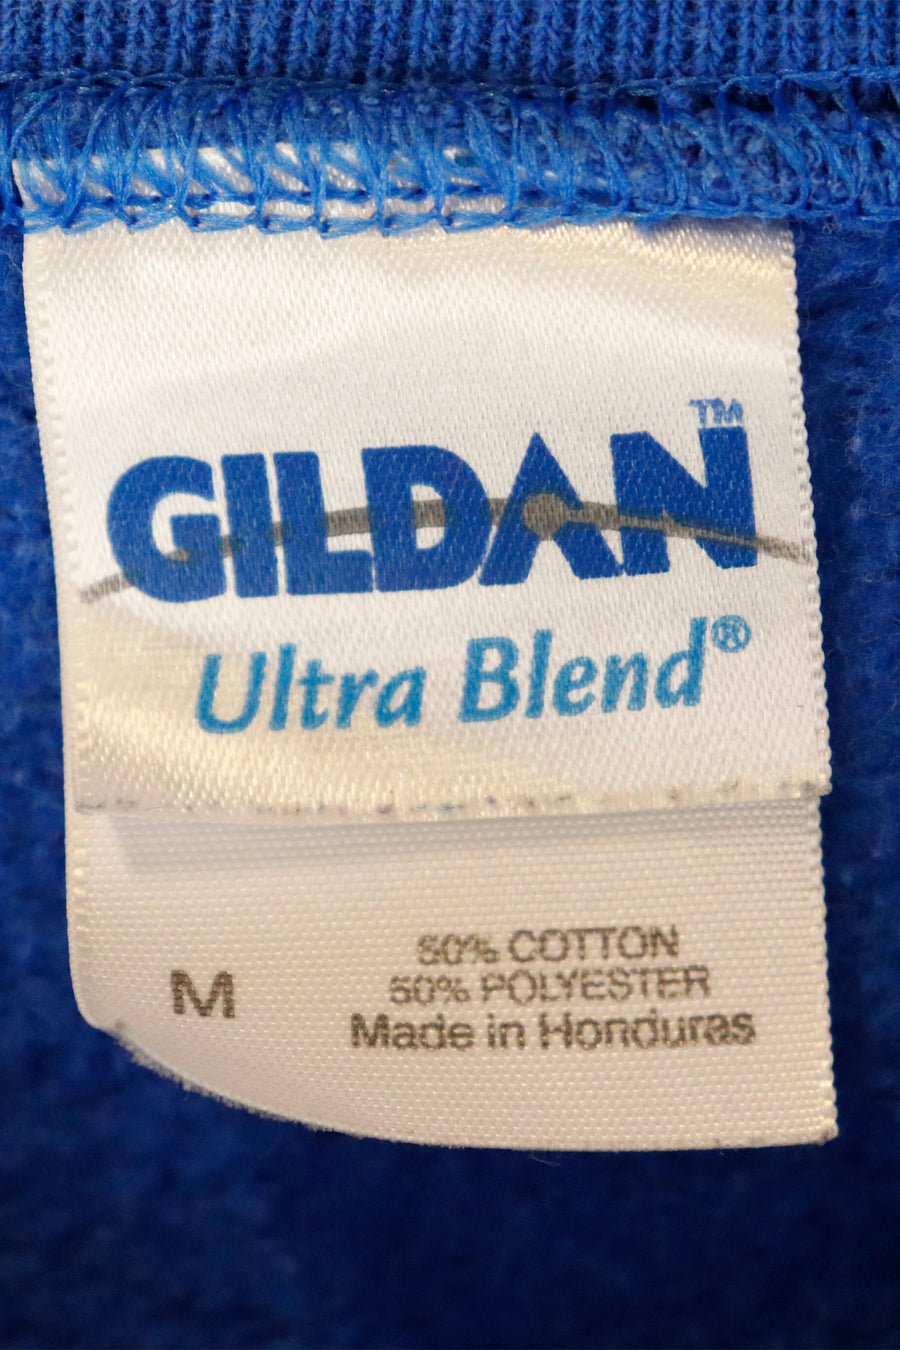 GILDAN™
Ultra Blend®
50% COTTON
50% POLYESTER
M
Made in Honduras